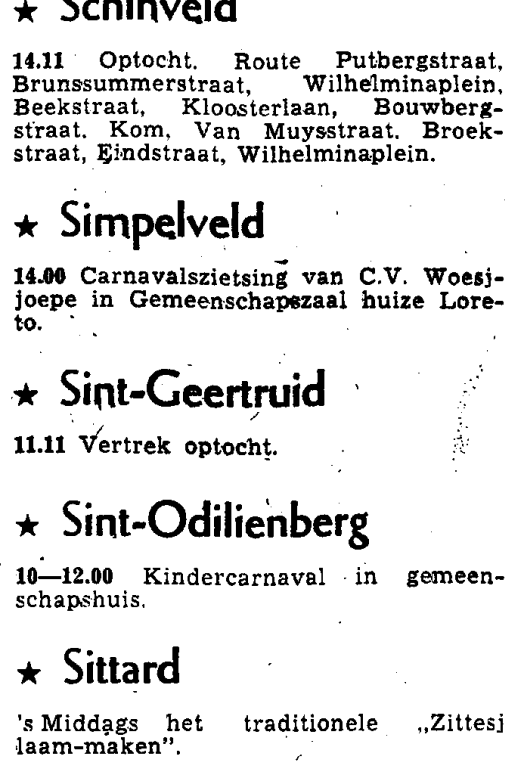 ★ Schinveld
14.11 Optocht. Route Putbergstraat,
Brunssummerstraat, Wilhelminaplein,
Beekstraat, Kloosterlaan, Bouwberg-
straat. Kom, Van Muysstraat. Broek-
straat, Eindstraat, Wilhelminaplein.
★ Simpelveld
14.00 Carnavalszietsing van C.V. Woesj-
joepe in Gemeenschapszaal huize Lore-
to.
★ Sint-Geertruid
11.11 Vertrek optocht.
★ Sint-Odiliënberg
10—12.00 Kindercarnaval in gemeen-
schapshuis.
★ Sittard
's Middags het traditionele „Zittesj
laam-maken”.